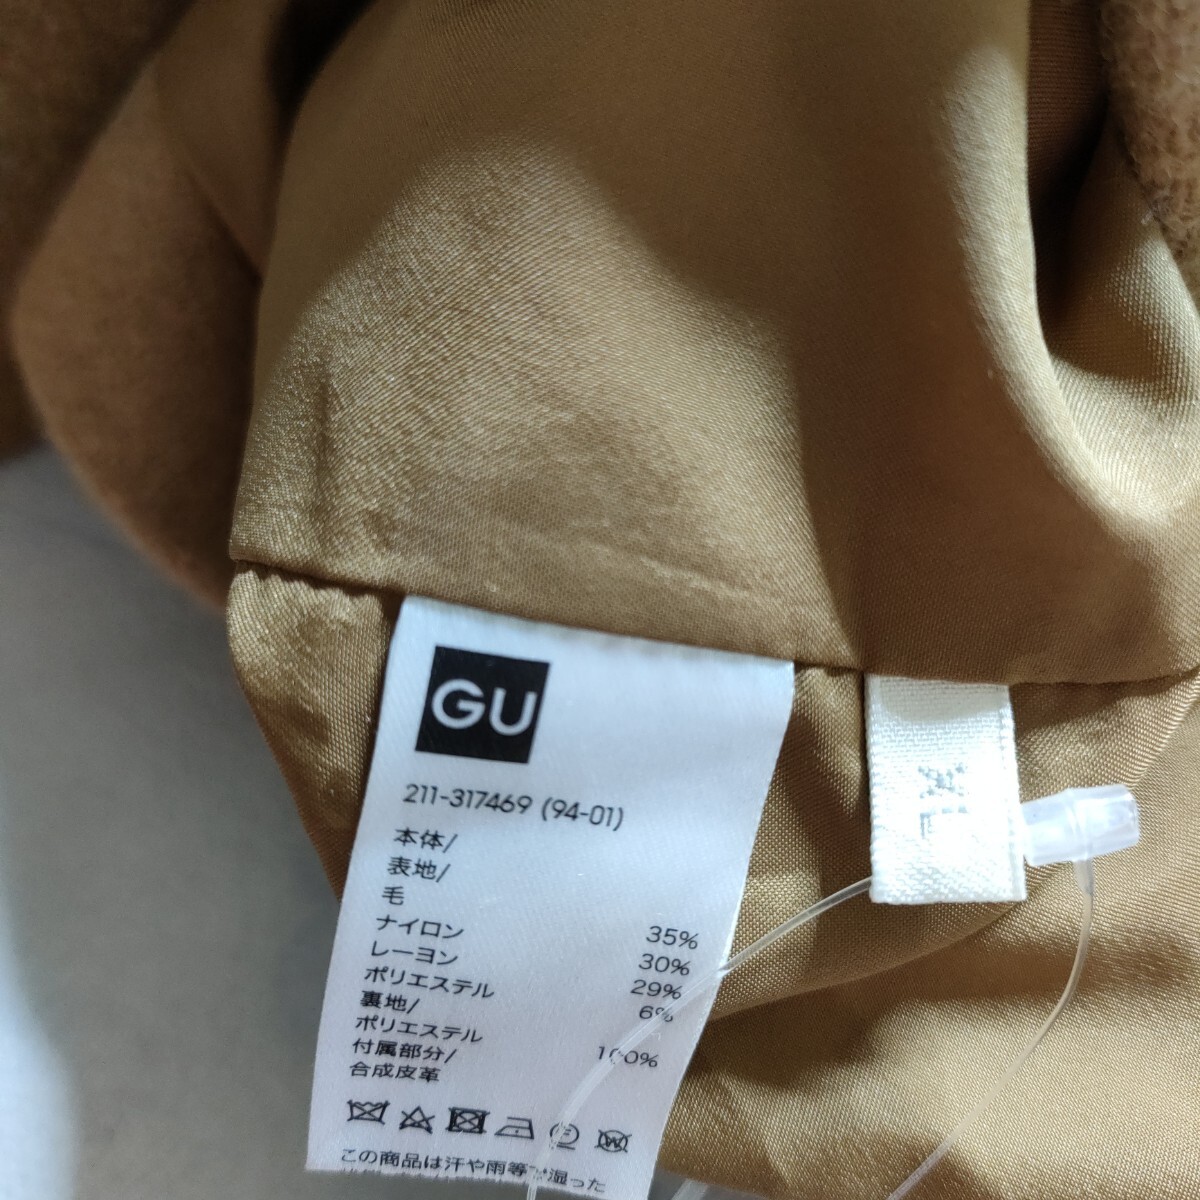 GU
211-317469 (94-01)
本体/
表地/
毛 35%
ナイロン 30%
レーヨン 29%
ポリエステル 6%
裏地/
ポリエステル 100%
付属部分/
合成皮革
W
この商品は汗や雨等で湿った
XL